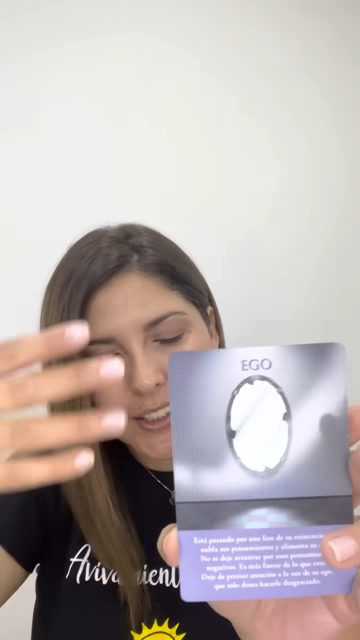 EGO
Está pasando por una fase de su existencia
nubla sus pensamientos y alimenta su
No se deje arrastrar por esos pensamientos
negativos. Es más fuerte de lo que cree.
Deje de prestar atención a la voz de su ego,
que solo desea hacerle desgraciado.